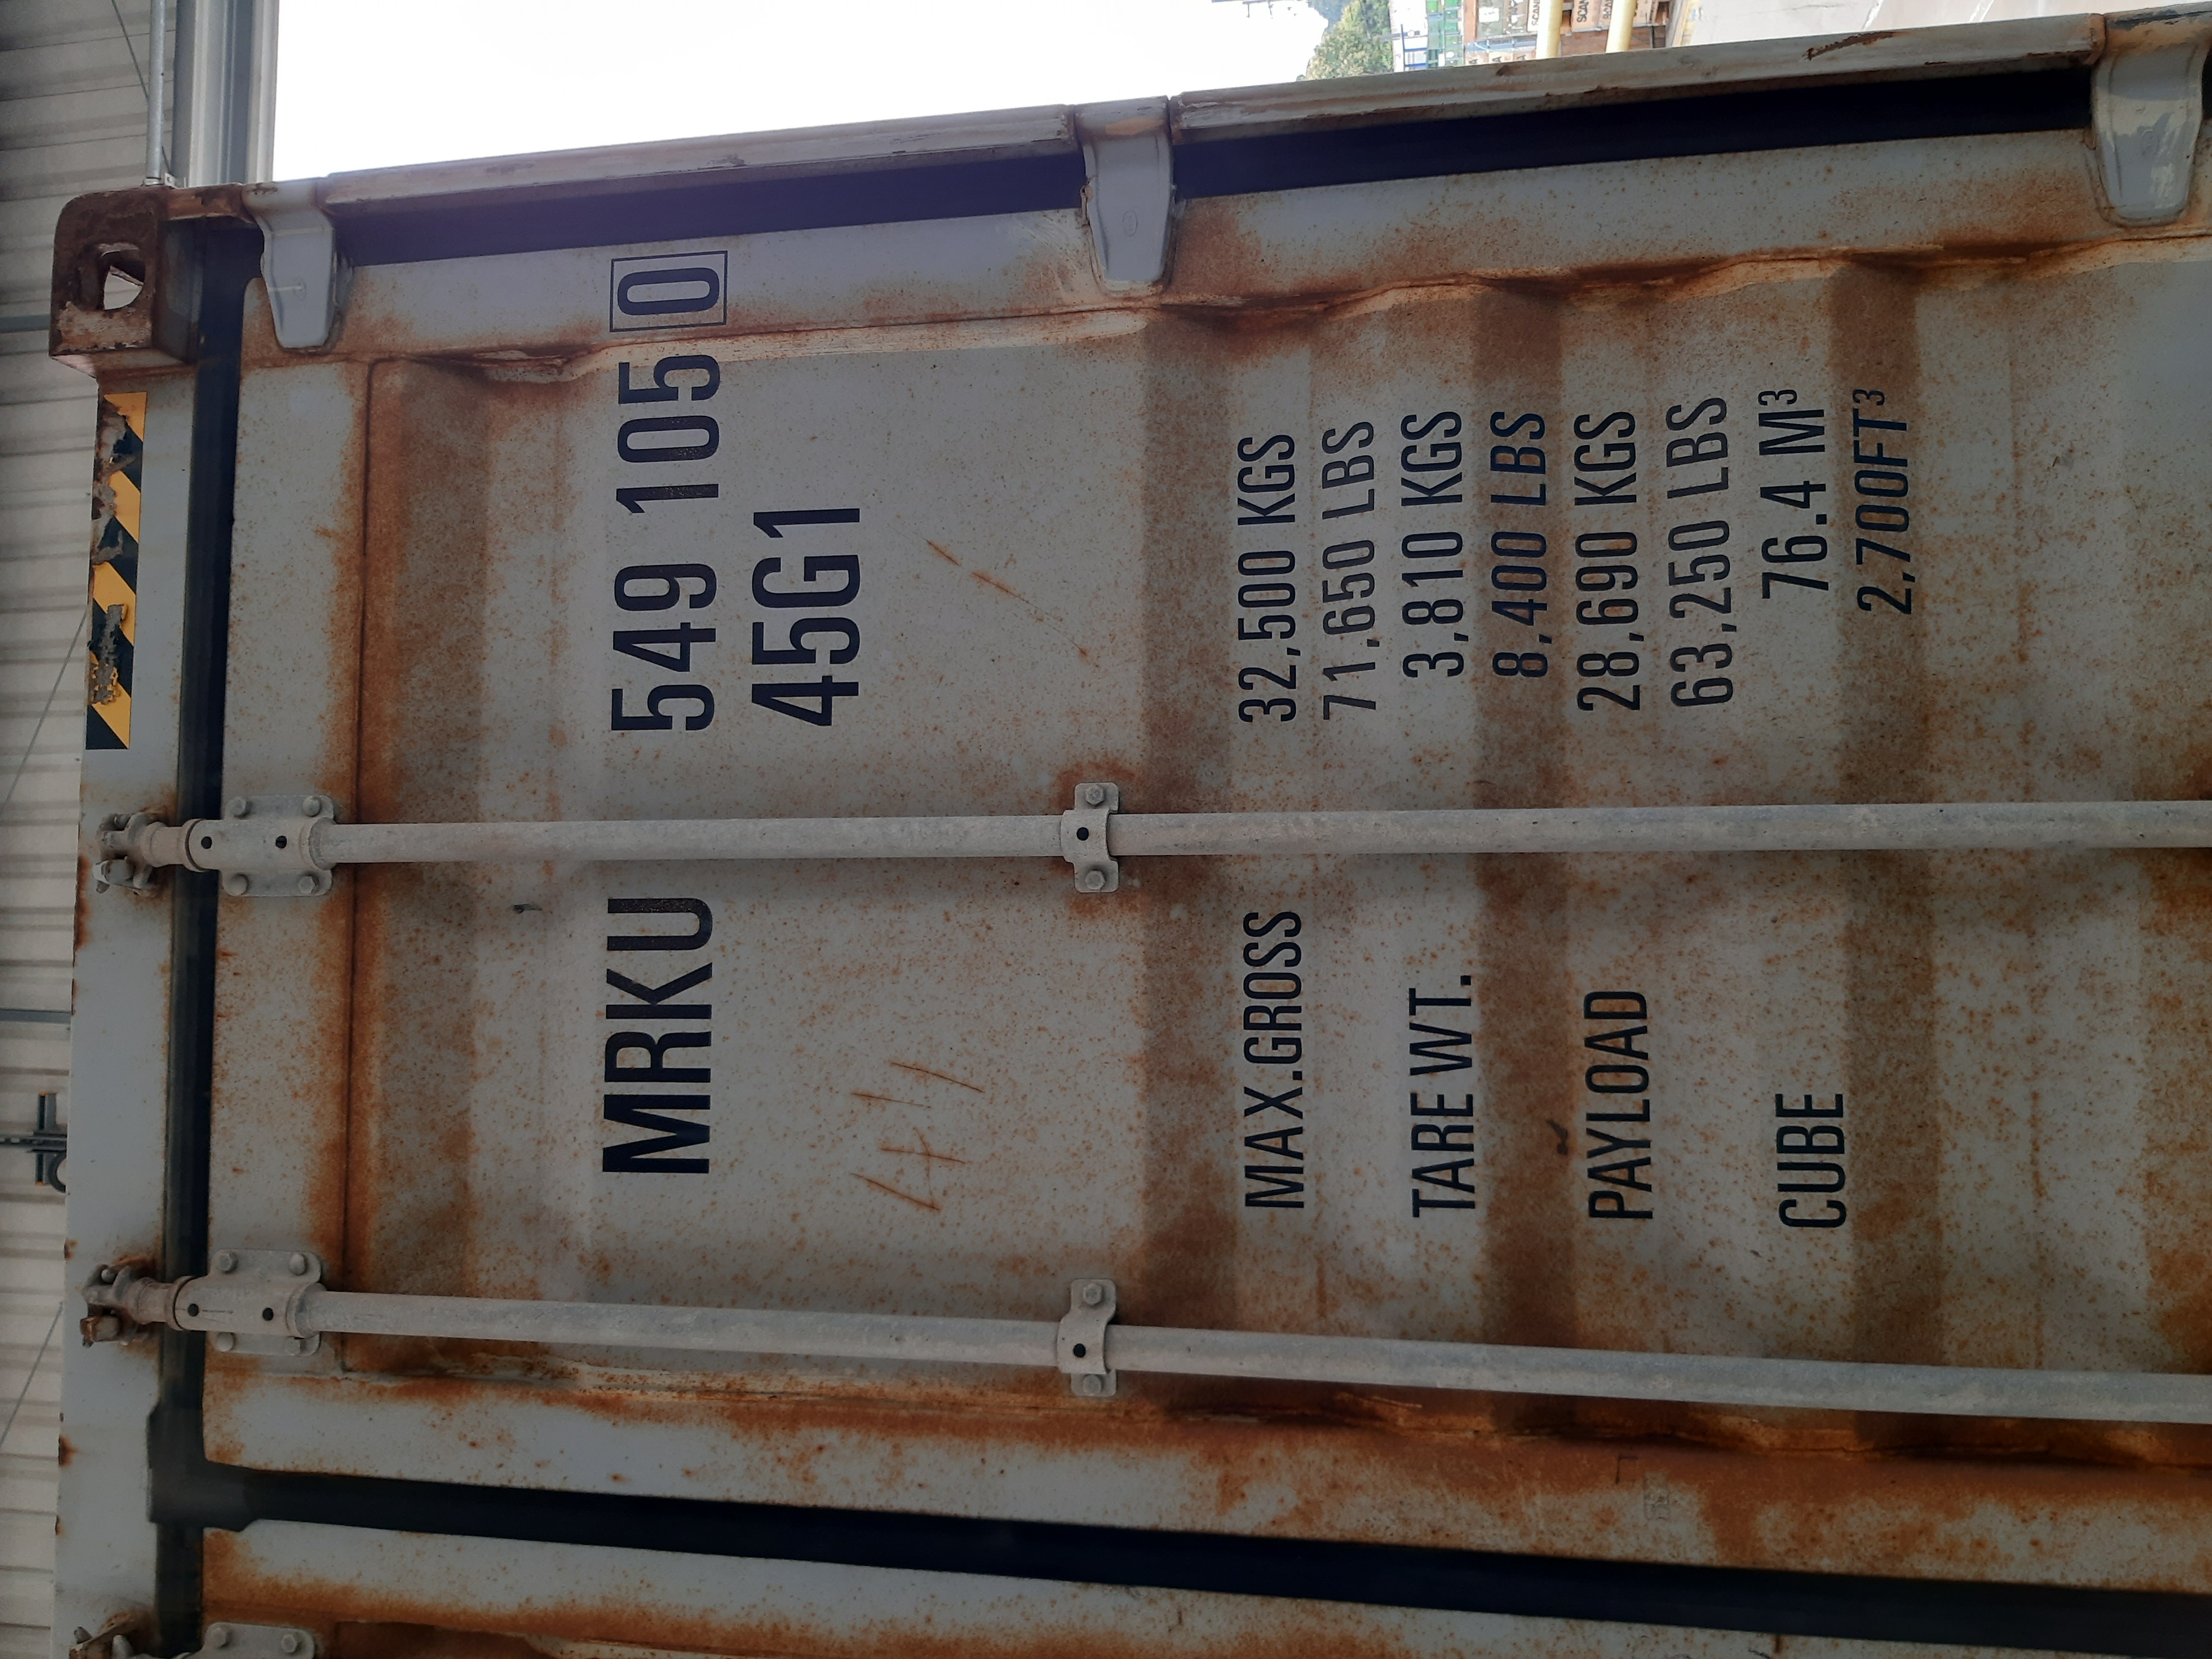 MRKU 549 105 0
45G1
MAX.GROSS 32,500 KGS
71,650 LBS
TARE WT. 3,810 KGS
8,400 LBS
PAYLOAD 28,690 KGS
63,250 LBS
CUBE 76.4 M³
2,700FT³